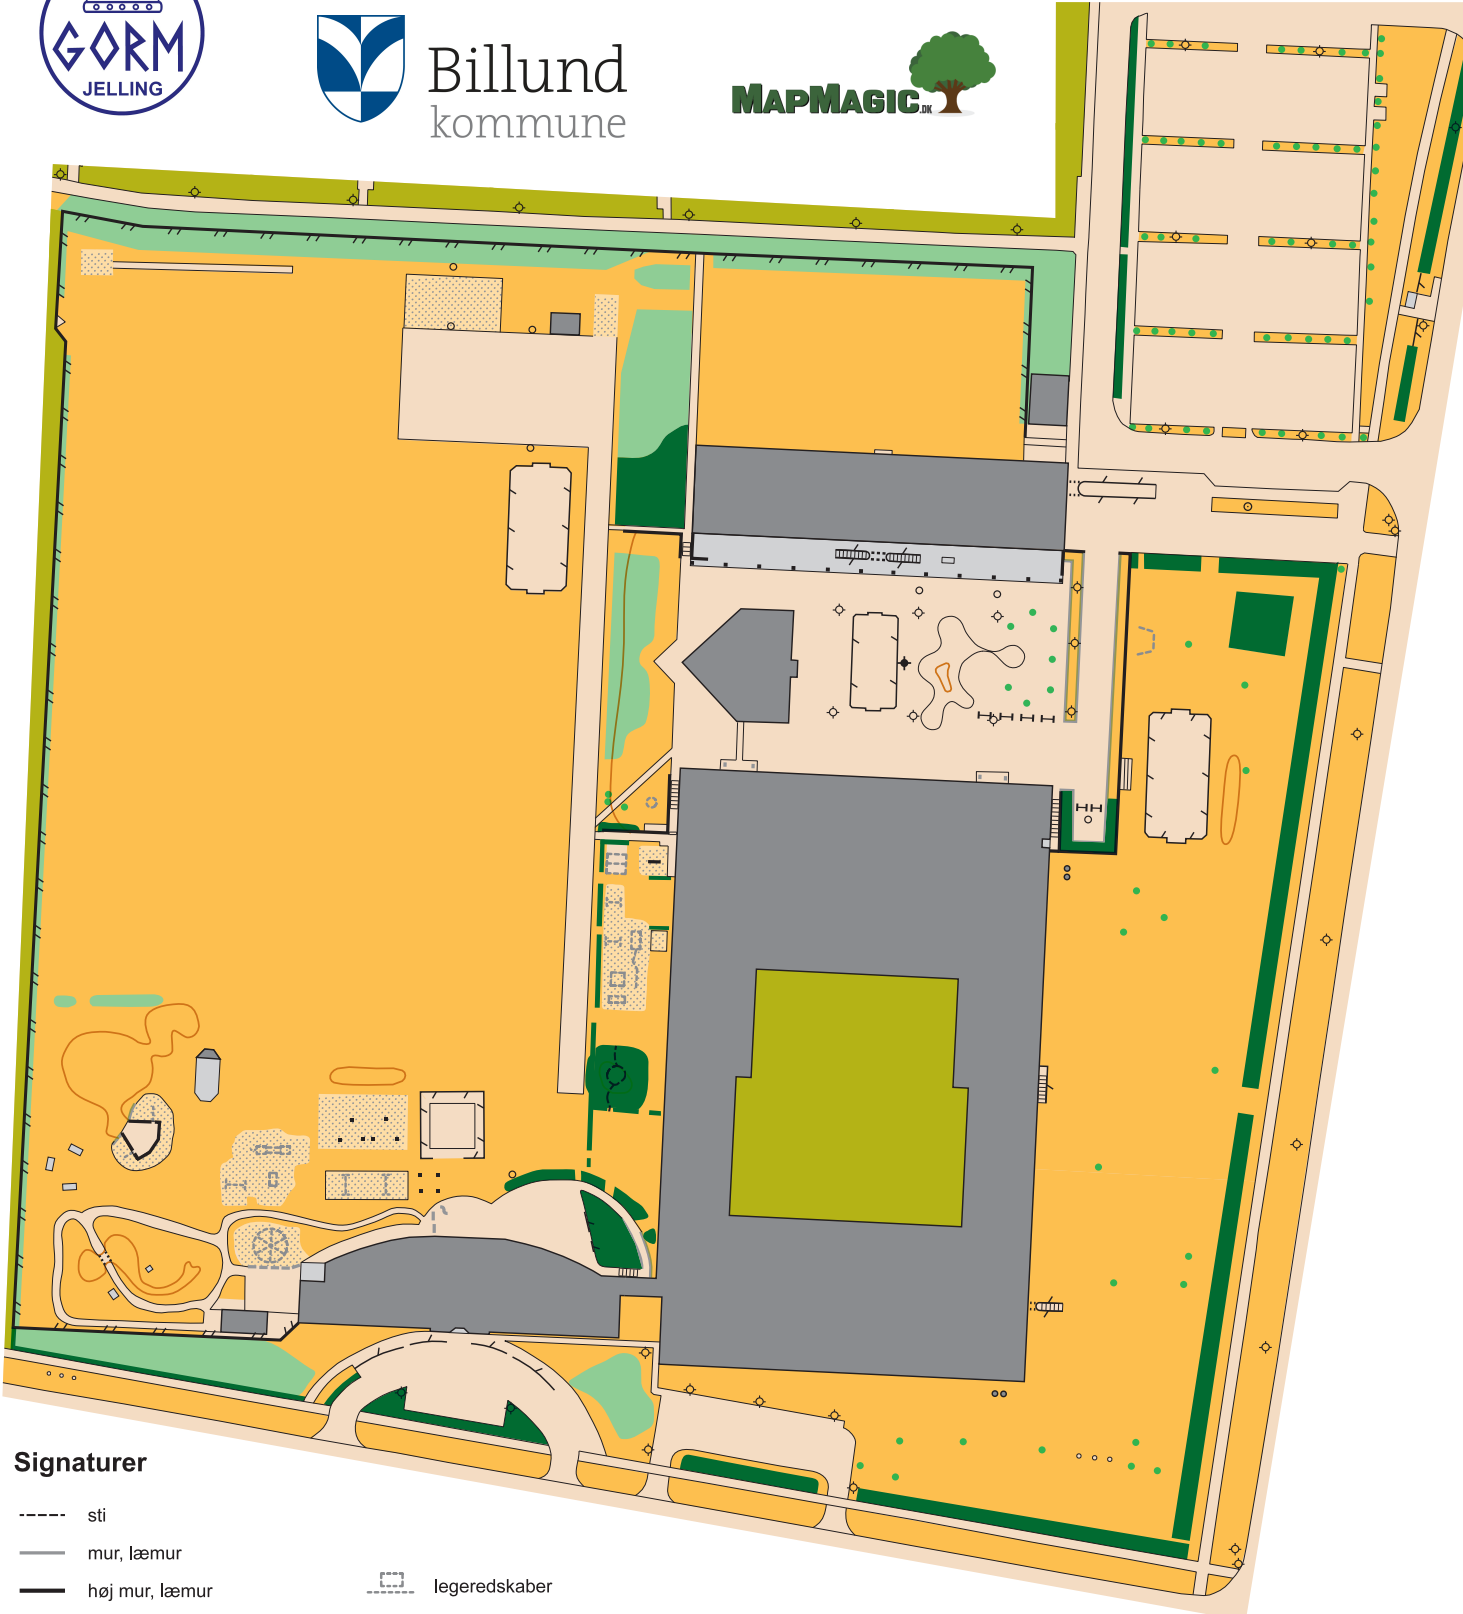 GORM
JELLING
Billund
kommune
MAPMAGIC.DK
Signaturer
sti
mur, læmur
høj mur, læmur
legeredskaber